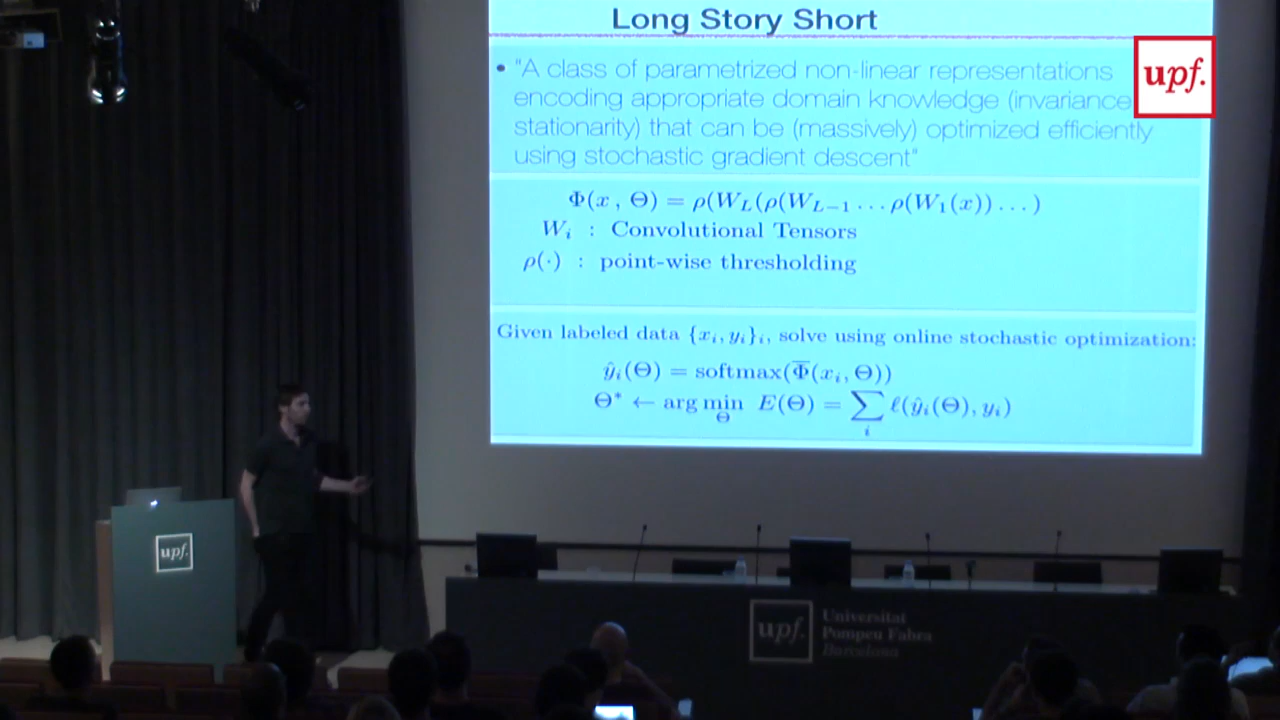 Long Story Short
upf.
• "A class of parametrized non-linear representations
encoding appropriate domain knowledge (invariance
stationarity) that can be (massively) optimized efficiently
using stochastic gradient descent"
Φ(x , Θ) = ρ(W_L(ρ(W_{L−1} . . . ρ(W_1(x)) . . . )
W_i : Convolutional Tensors
ρ(·) : point-wise thresholding
Given labeled data {x_i, y_i}_i, solve using online stochastic optimization:
ŷ_i(Θ) = softmax(Φ̅(x_i, Θ))
Θ* ← arg min_Θ E(Θ) = ∑_i ℓ(ŷ_i(Θ), y_i)
upf.
upf.
Universitat
Pompeu Fabra
Barcelona